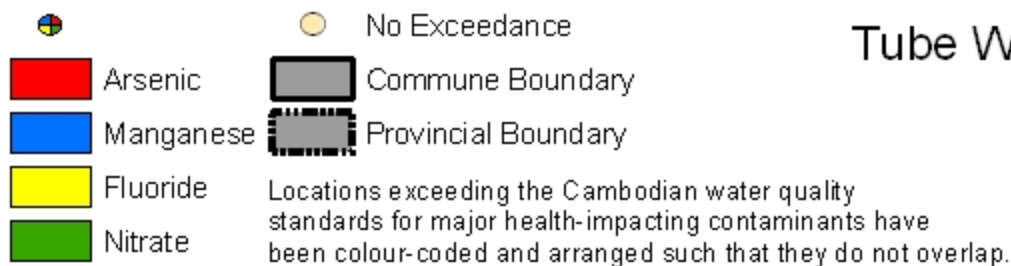 No Exceedance
Tube W
Arsenic
Commune Boundary
Manganese
Provincial Boundary
Fluoride
Nitrate
Locations exceeding the Cambodian water quality
standards for major health-impacting contaminants have
been colour-coded and arranged such that they do not overlap.